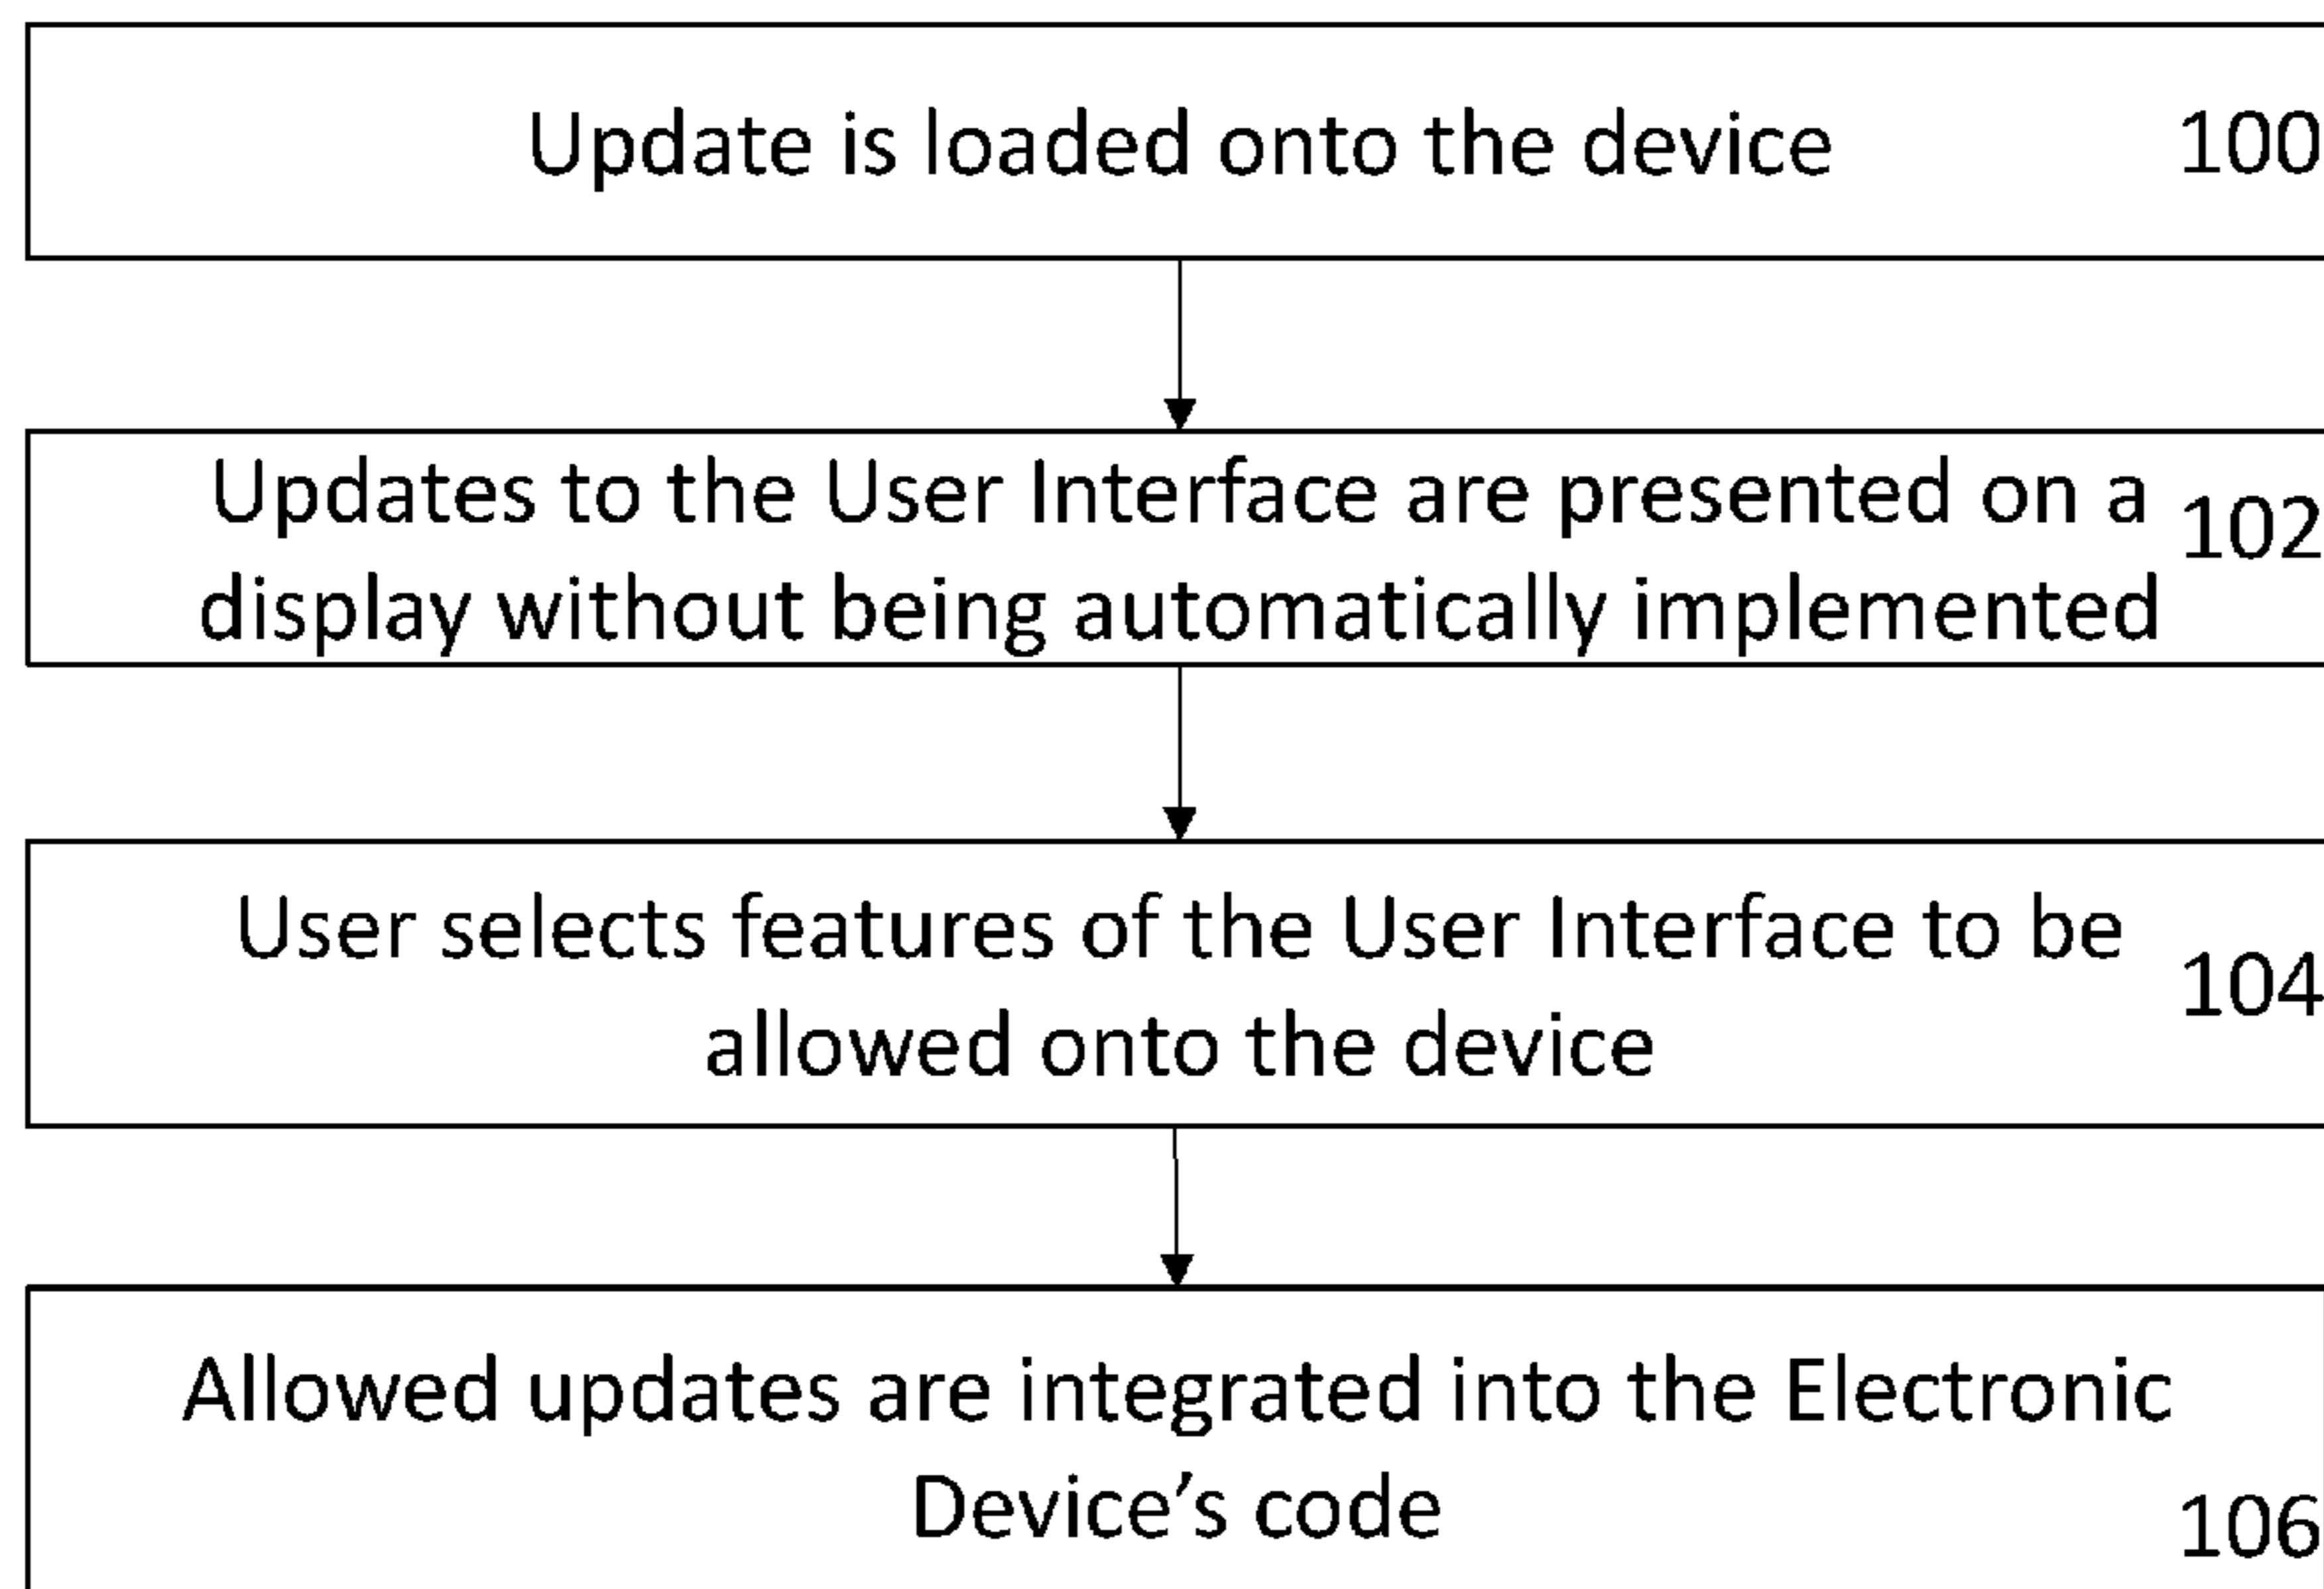 Update is loaded onto the device 100
Updates to the User Interface are presented on a
display without being automatically implemented
102
User selects features of the User Interface to be
allowed onto the device
104
Allowed updates are integrated into the Electronic
Device’s code
106